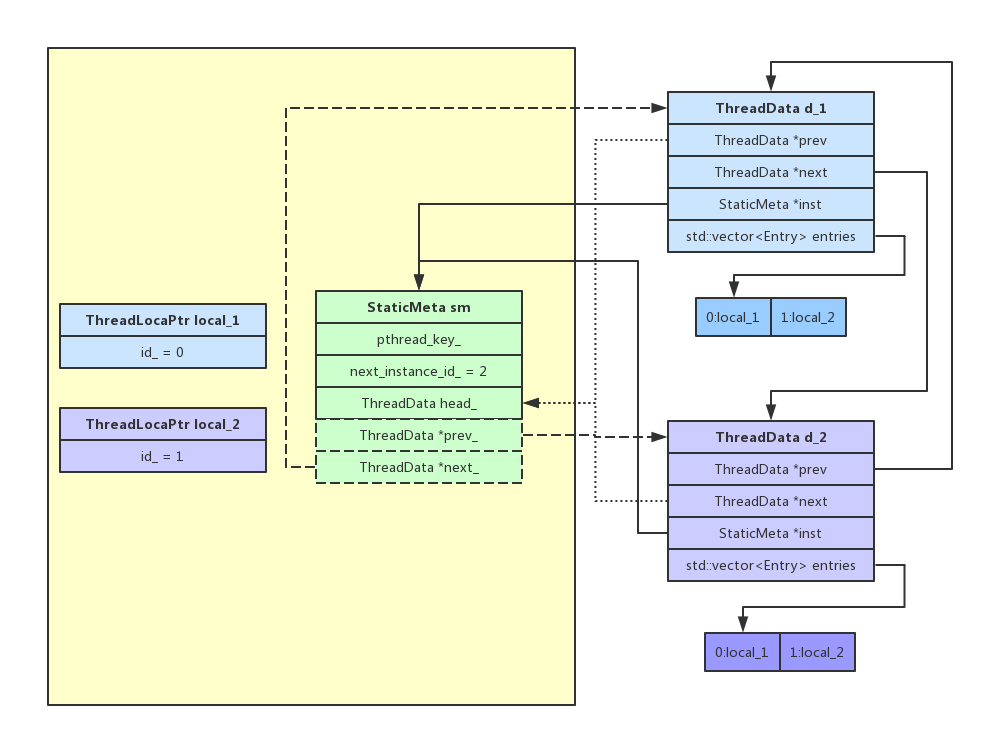 ThreadLocaPtr local_1
id_ = 0
ThreadLocaPtr local_2
id_ = 1
StaticMeta sm
pthread_key_
next_instance_id_ = 2
ThreadData head_
ThreadData *prev_
ThreadData *next_
ThreadData d_1
ThreadData *prev
ThreadData *next
StaticMeta *inst
std::vector<Entry> entries
0:local_1
1:local_2
ThreadData d_2
ThreadData *prev
ThreadData *next
StaticMeta *inst
std::vector<Entry> entries
0:local_1
1:local_2